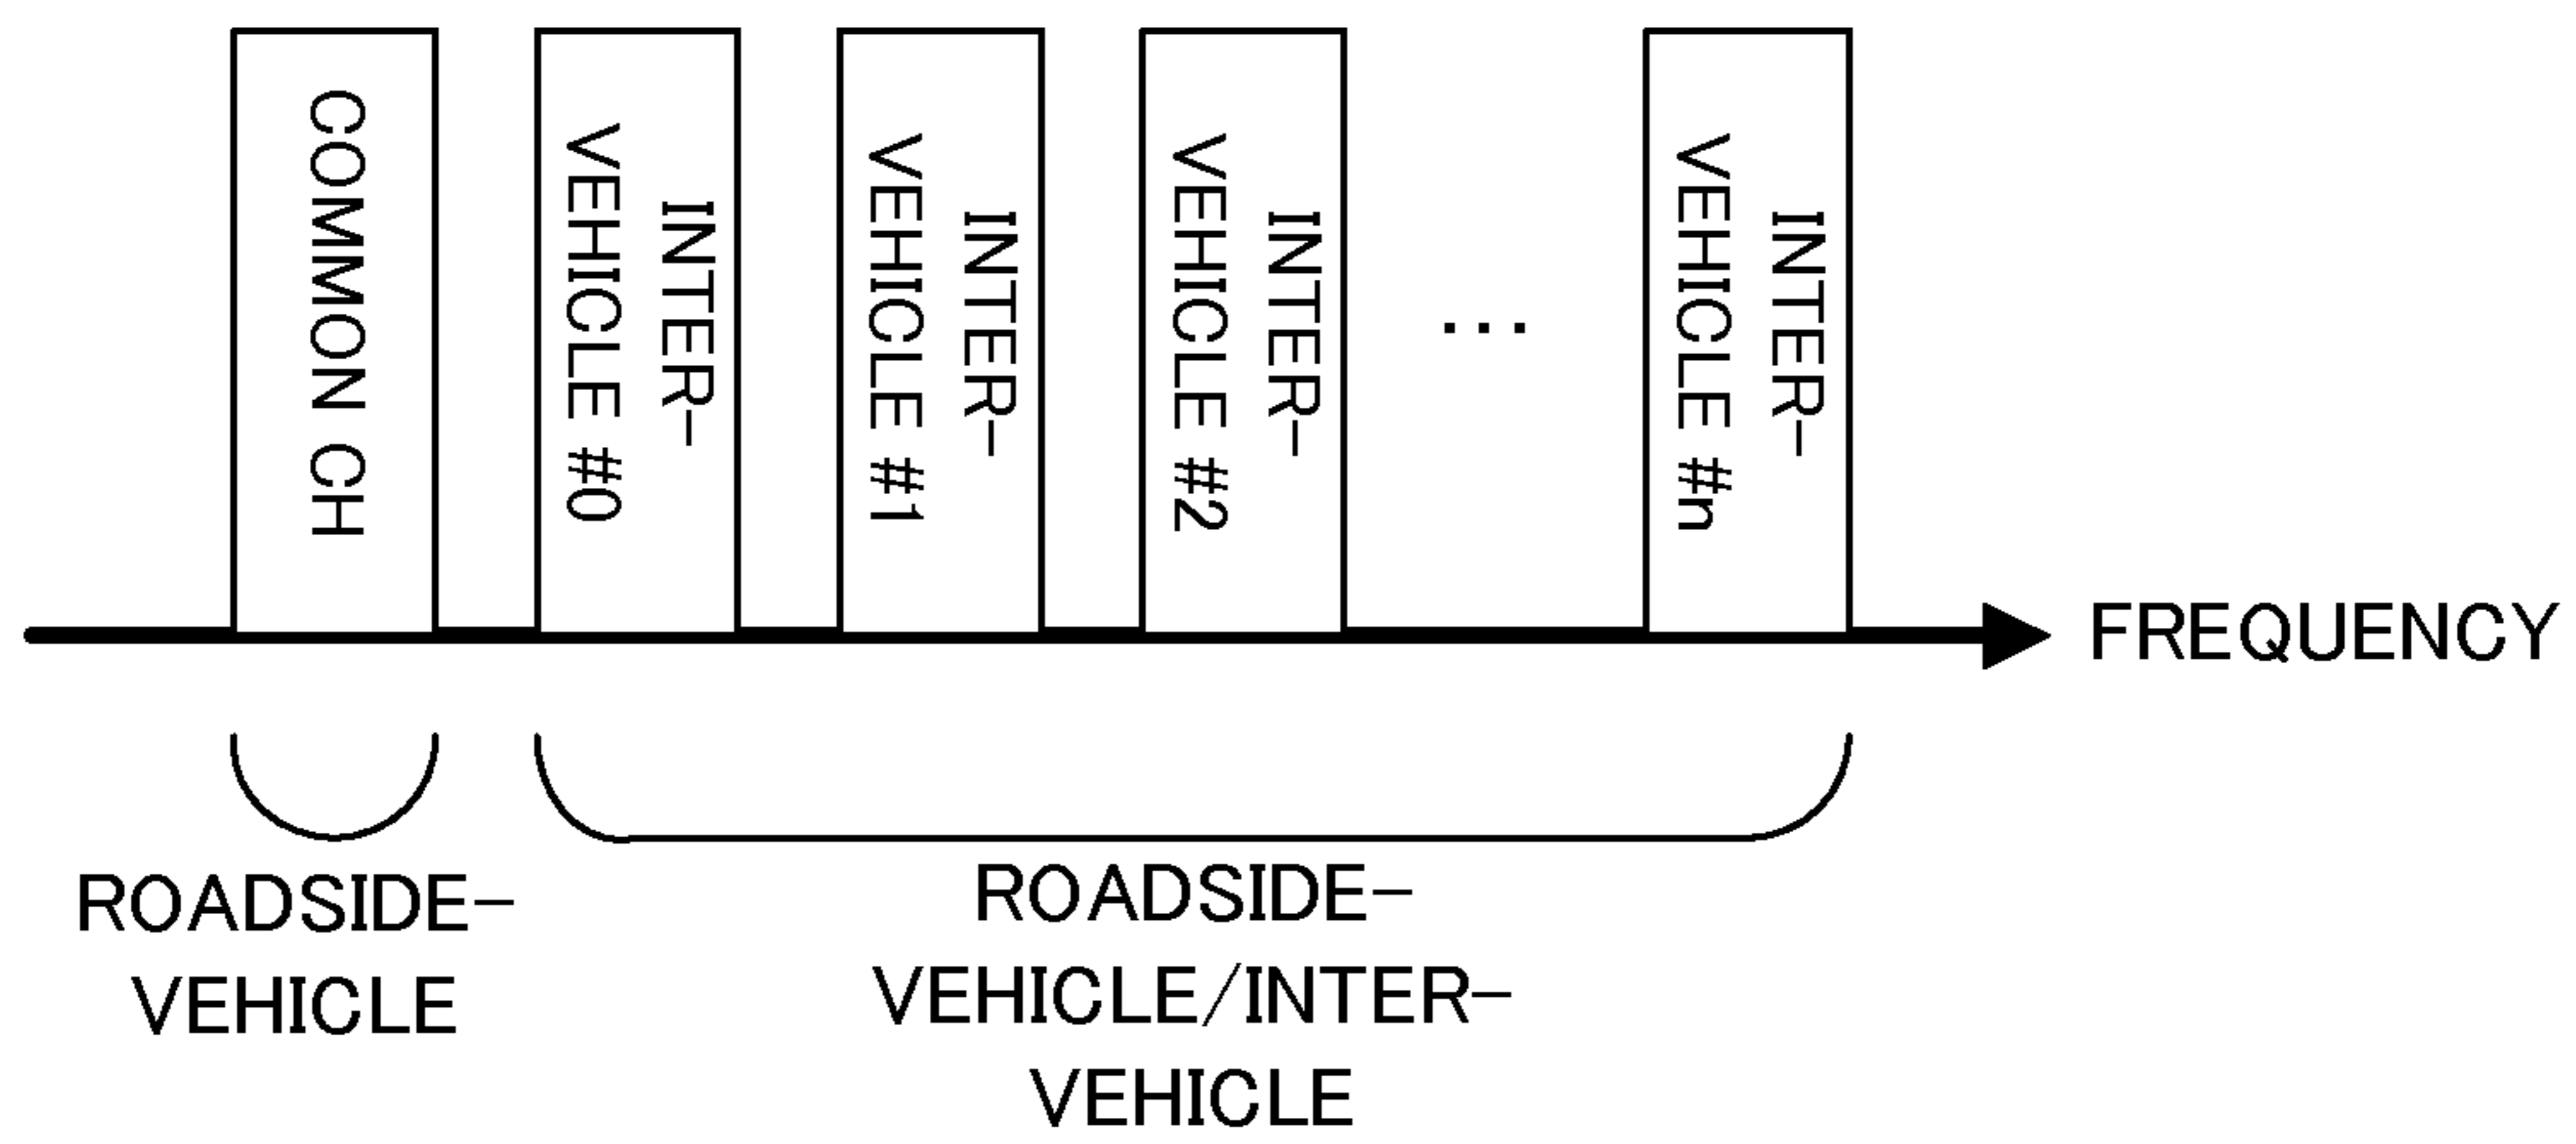 COMMON CH
INTER-
VEHICLE #0
INTER-
VEHICLE #1
INTER-
VEHICLE #2
...
INTER-
VEHICLE #n
FREQUENCY
ROADSIDE-
VEHICLE
ROADSIDE-
VEHICLE/INTER-
VEHICLE